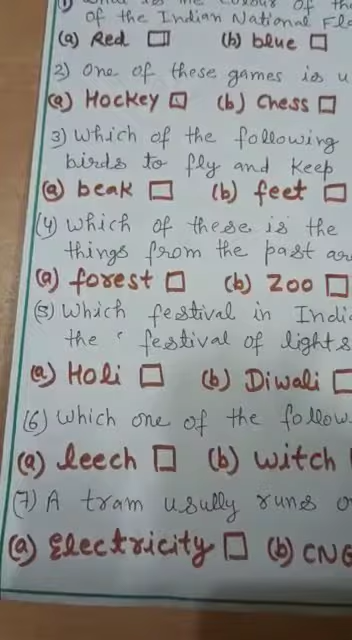 of the Indian National Fl
(a) Red (b) blue
2) One of these games is u
(a) Hockey (b) Chess
3) Which of the following
birds to fly and keep
(a) beak (b) feet
(4) Which of these is the
things from the past ar
(a) forest (b) Zoo
(5) Which festival in Indi
the 'festival of lights
(a) Holi (b) Diwali
(6) Which one of the follow
(a) leech (b) witch
(7) A tram usully runs o
(a) Electricity (b) CNG